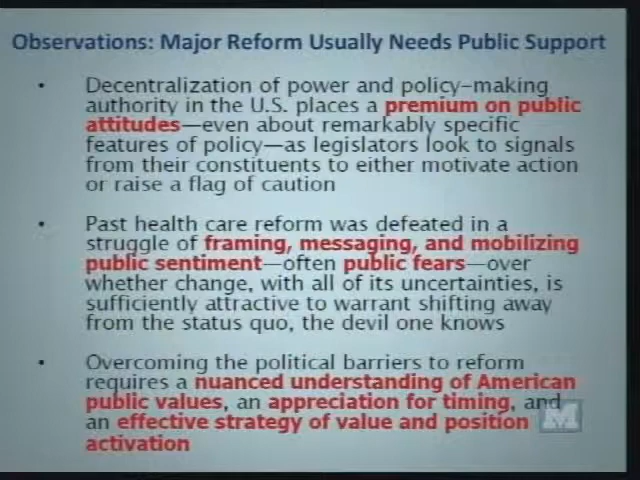 Observations: Major Reform Usually Needs Public Support
• Decentralization of power and policy-making
authority in the U.S. places a premium on public
attitudes—even about remarkably specific
features of policy—as legislators look to signals
from their constituents to either motivate action
or raise a flag of caution
• Past health care reform was defeated in a
struggle of framing, messaging, and mobilizing
public sentiment—often public fears—over
whether change, with all of its uncertainties, is
sufficiently attractive to warrant shifting away
from the status quo, the devil one knows
• Overcoming the political barriers to reform
requires a nuanced understanding of American
public values, an appreciation for timing, and
an effective strategy of value and position
activation
M